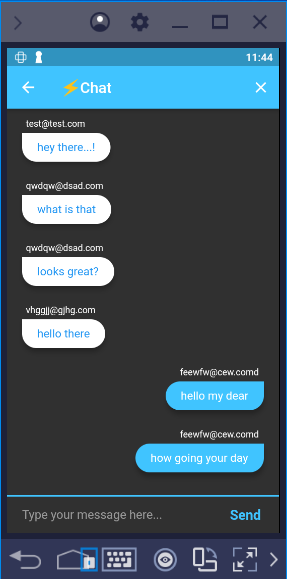 11:44
⚡Chat
test@test.com
hey there...!
qwdqw@dsad.com
what is that
qwdqw@dsad.com
looks great?
vhggjj@gjhg.com
hello there
feewfw@cew.comd
hello my dear
feewfw@cew.comd
how going your day
Type your message here...
Send